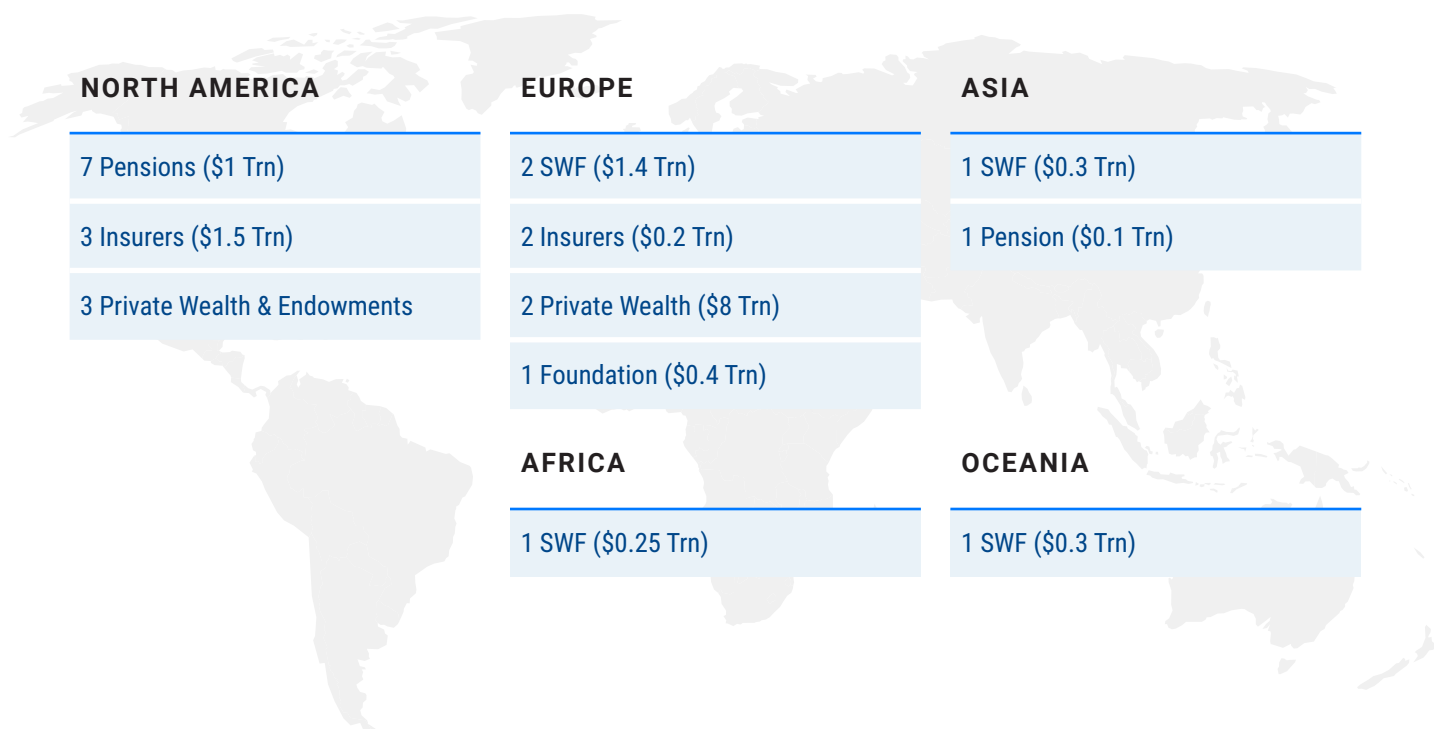 NORTH AMERICA
7 Pensions ($1 Trn)
3 Insurers ($1.5 Trn)
3 Private Wealth & Endowments
EUROPE
2 SWF ($1.4 Trn)
2 Insurers ($0.2 Trn)
2 Private Wealth ($8 Trn)
1 Foundation ($0.4 Trn)
ASIA
1 SWF ($0.3 Trn)
1 Pension ($0.1 Trn)
AFRICA
1 SWF ($0.25 Trn)
OCEANIA
1 SWF ($0.3 Trn)